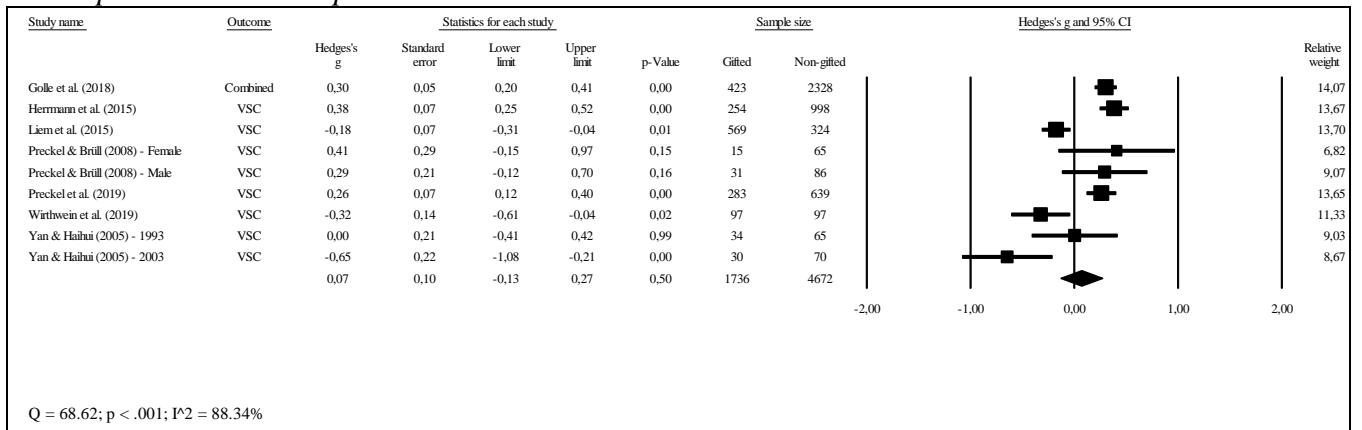 Study name Outcome Statistics for each study Sample size Hedges's g and 95% CI
Hedges's Standard Lower Upper Relative
g error limit limit p-Value Gifted Non-gifted weight
Golle et al. (2018) Combined 0,30 0,05 0,20 0,41 0,00 423 2328 14,07
Herrmann et al. (2015) VSC 0,38 0,07 0,25 0,52 0,00 254 998 13,67
Liem et al. (2015) VSC -0,18 0,07 -0,31 -0,04 0,01 569 324 13,70
Preckel & Brüll (2008) - Female VSC 0,41 0,29 -0,15 0,97 0,15 15 65 6,82
Preckel & Brüll (2008) - Male VSC 0,29 0,21 -0,12 0,70 0,16 31 86 9,07
Preckel et al. (2019) VSC 0,26 0,07 0,12 0,40 0,00 283 639 13,65
Wirthwein et al. (2019) VSC -0,32 0,14 -0,61 -0,04 0,02 97 97 11,33
Yan & Haihui (2005) - 1993 VSC 0,00 0,21 -0,41 0,42 0,99 34 65 9,03
Yan & Haihui (2005) - 2003 VSC -0,65 0,22 -1,08 -0,21 0,00 30 70 8,67
0,07 0,10 -0,13 0,27 0,50 1736 4672
-2,00 -1,00 0,00 1,00 2,00
Q = 68.62; p < .001; I^2 = 88.34%